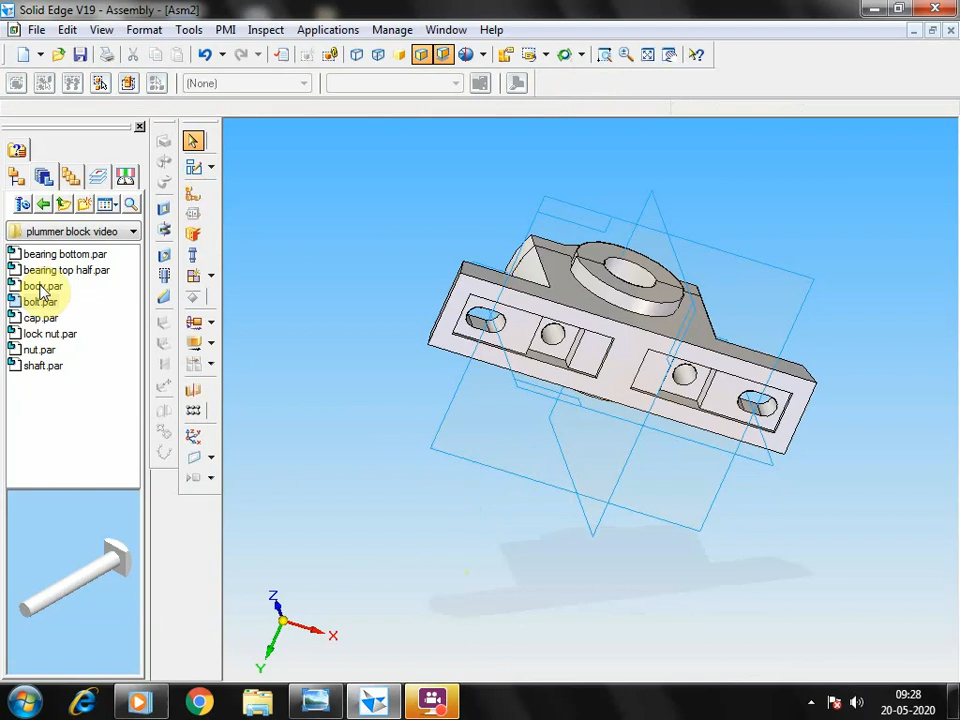 Solid Edge V19 - Assembly - [Asm2]
File Edit View Format Tools PMI Inspect Applications Manage Window Help
(None)
plummer block video
bearing bottom.par
bearing top half.par
body.par
bolt.par
cap.par
lock nut.par
nut.par
shaft.par
Z
X
Y
09:28
20-05-2020